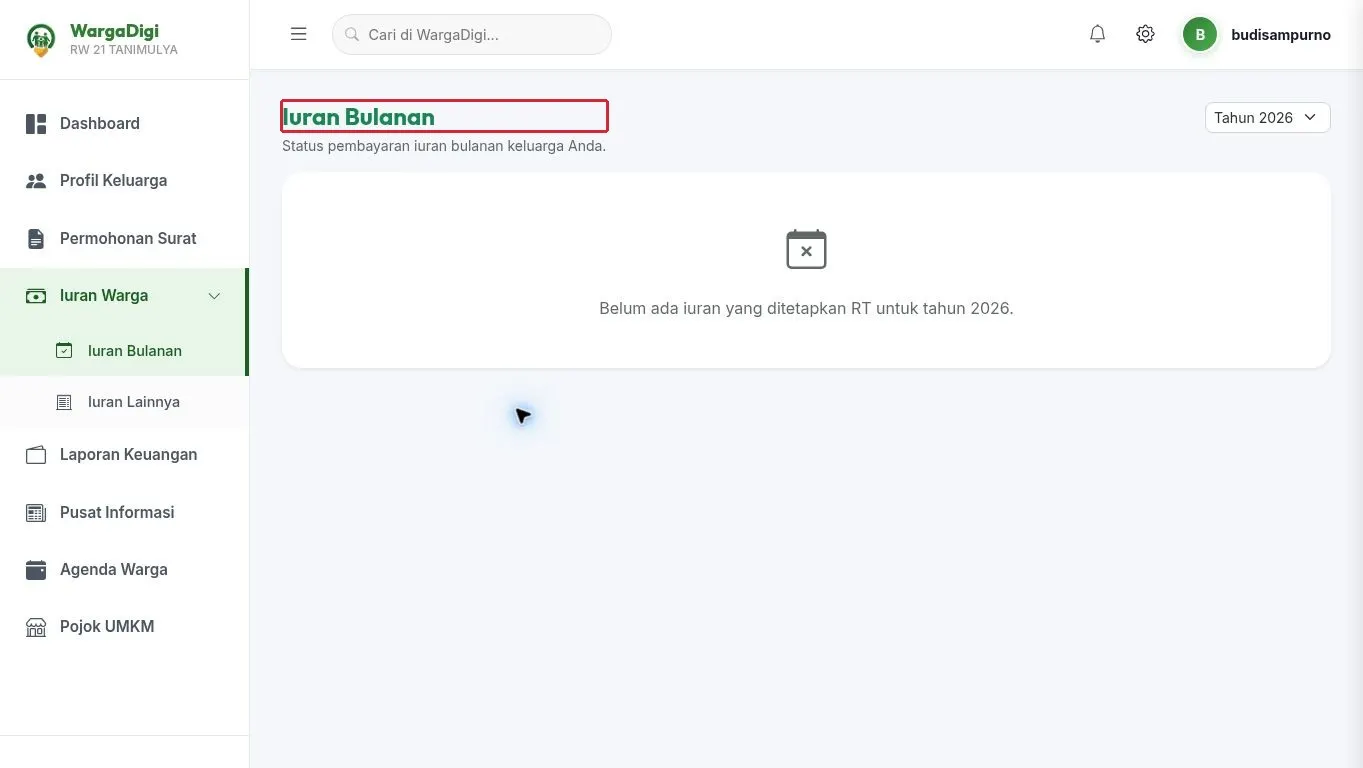 WargaDigi
RW 21 TANIMULYA
Cari di WargaDigi...
B
budisampurno
Dashboard
Profil Keluarga
Permohonan Surat
Iuran Warga
Iuran Bulanan
Iuran Lainnya
Laporan Keuangan
Pusat Informasi
Agenda Warga
Pojok UMKM
Iuran Bulanan
Status pembayaran iuran bulanan keluarga Anda.
Tahun 2026
Belum ada iuran yang ditetapkan RT untuk tahun 2026.